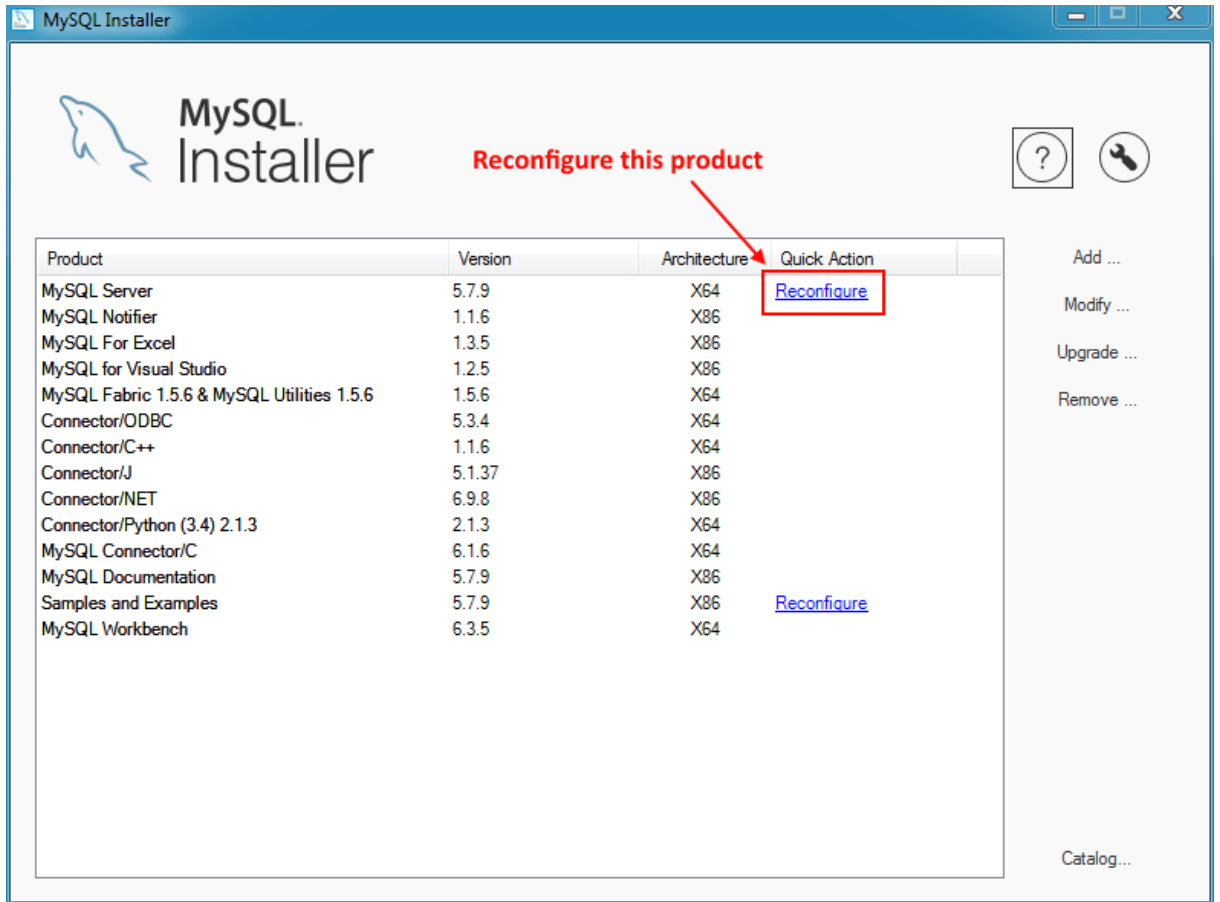 MySQL Installer
MySQL.
Installer
Reconfigure this product
?
Product Version Architecture Quick Action
MySQL Server 5.7.9 X64 Reconfigure
MySQL Notifier 1.1.6 X86
MySQL For Excel 1.3.5 X86
MySQL for Visual Studio 1.2.5 X86
MySQL Fabric 1.5.6 & MySQL Utilities 1.5.6 1.5.6 X64
Connector/ODBC 5.3.4 X64
Connector/C++ 1.1.6 X64
Connector/J 5.1.37 X86
Connector/NET 6.9.8 X86
Connector/Python (3.4) 2.1.3 2.1.3 X64
MySQL Connector/C 6.1.6 X64
MySQL Documentation 5.7.9 X86
Samples and Examples 5.7.9 X86 Reconfigure
MySQL Workbench 6.3.5 X64
Add ...
Modify ...
Upgrade ...
Remove ...
Catalog...